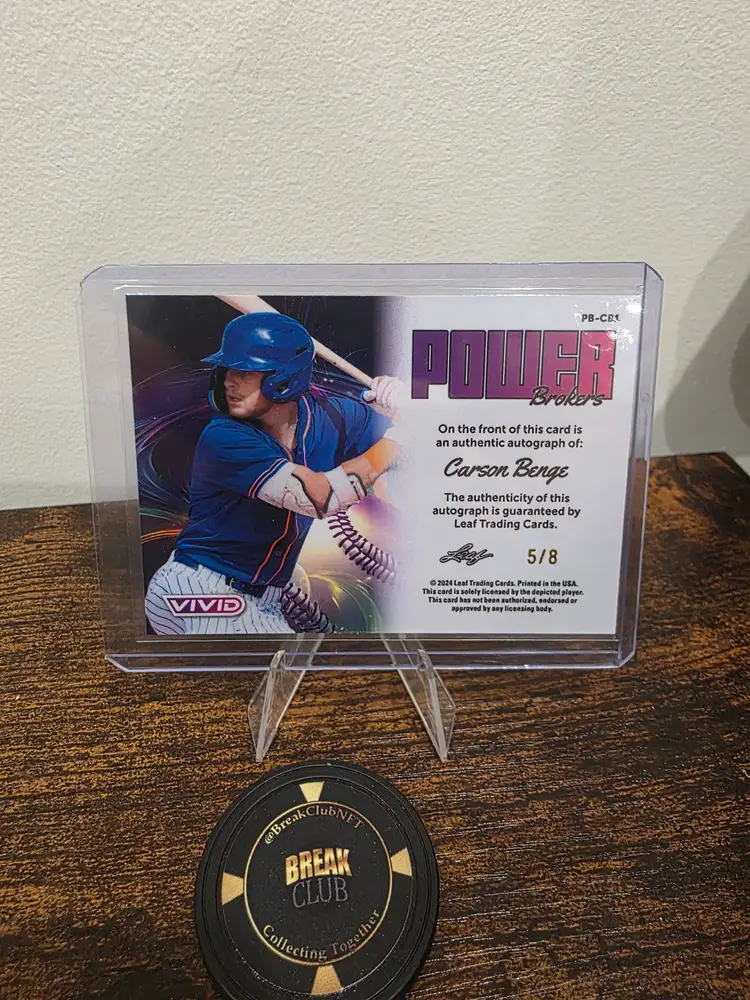 PB-CB1
POWER
Brokers
On the front of this card is
an authentic autograph of:
Carson Benge
The authenticity of this
autograph is guaranteed by
Leaf Trading Cards.
Leaf 5/8
© 2024 Leaf Trading Cards. Printed in the USA.
This card is solely licensed by the depicted player.
This card has not been authorized, endorsed or
approved by any licensing body.
VIVID
@BreakClubNFT
BREAK
CLUB
Collecting Together